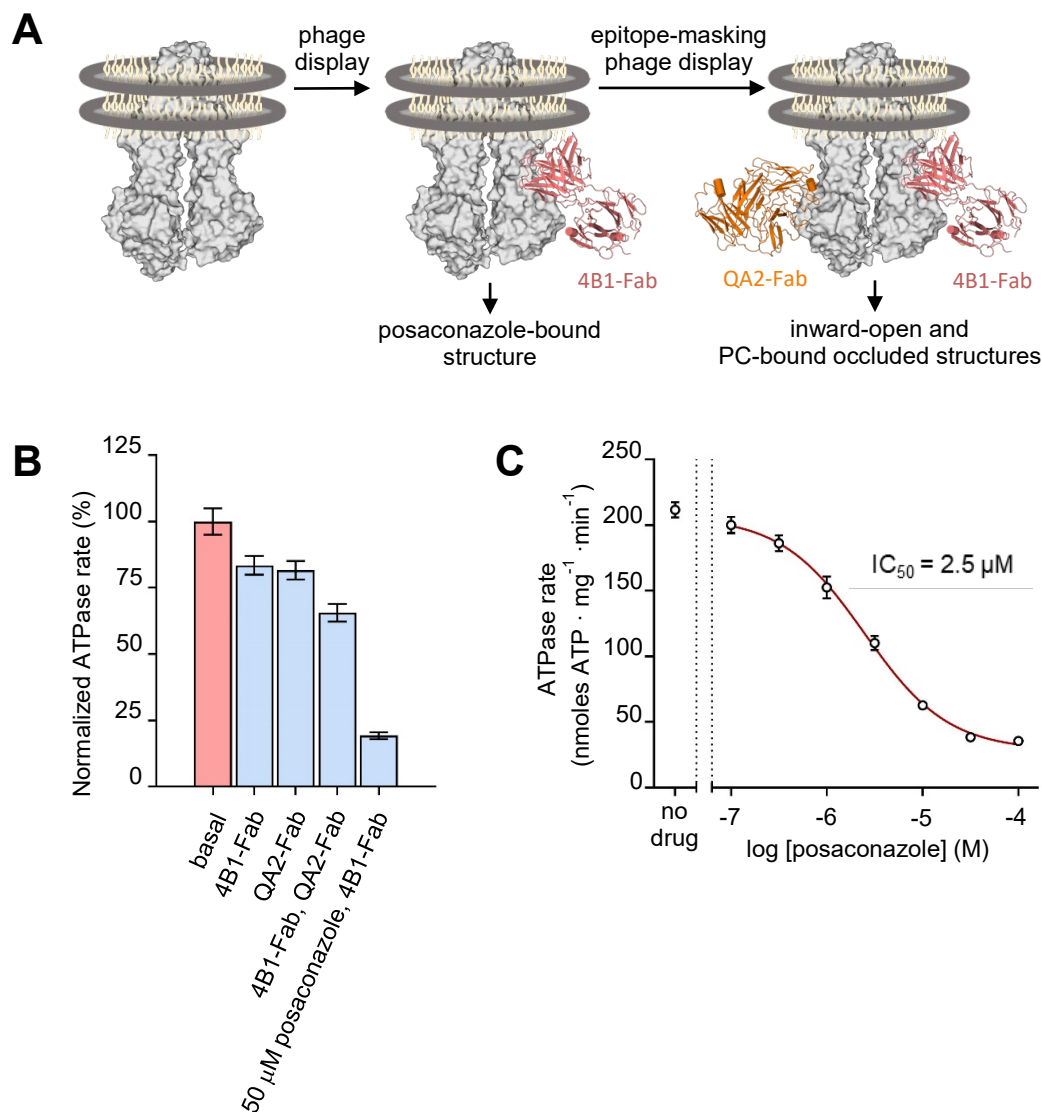 A
phage
display
epitope-masking
phage display
4B1-Fab
QA2-Fab
4B1-Fab
posaconazole-bound
structure
inward-open and
PC-bound occluded structures
B
Normalized ATPase rate (%)
125
100
75
50
25
0
basal
4B1-Fab
QA2-Fab
4B1-Fab, QA2-Fab
50 μM posaconazole, 4B1-Fab
C
ATPase rate
(nmoles ATP · mg⁻¹ ·min⁻¹)
250
200
150
100
50
0
IC₅₀ = 2.5 μM
no
drug
-7
-6
-5
-4
log [posaconazole] (M)